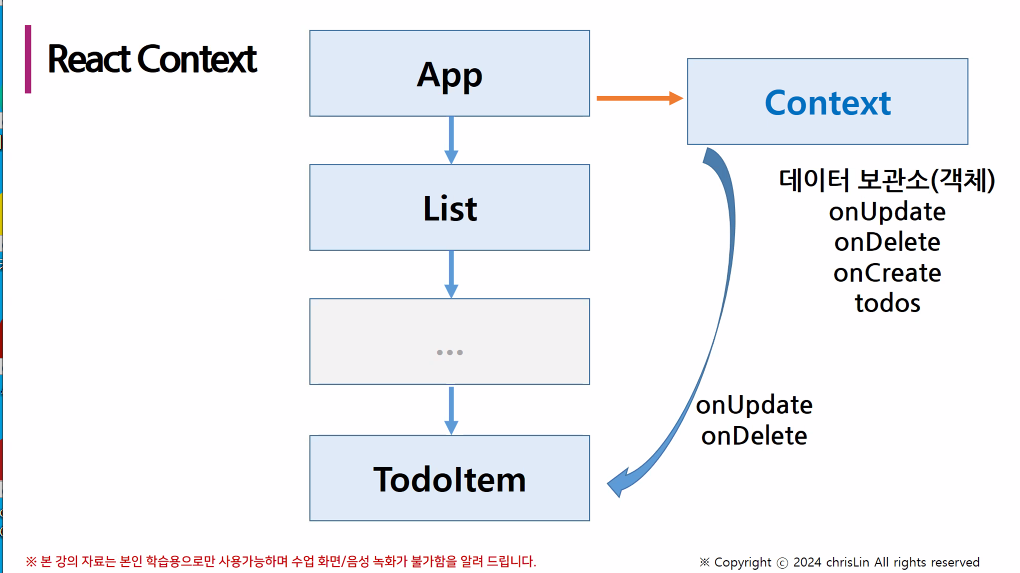 React Context
App
Context
데이터 보관소(객체)
onUpdate
onDelete
onCreate
todos
List
...
onUpdate
onDelete
TodoItem
※ 본 강의 자료는 본인 학습용으로만 사용가능하며 수업 화면/음성 녹화가 불가함을 알려 드립니다.
※ Copyright ⓒ 2024 chrisLin All rights reserved